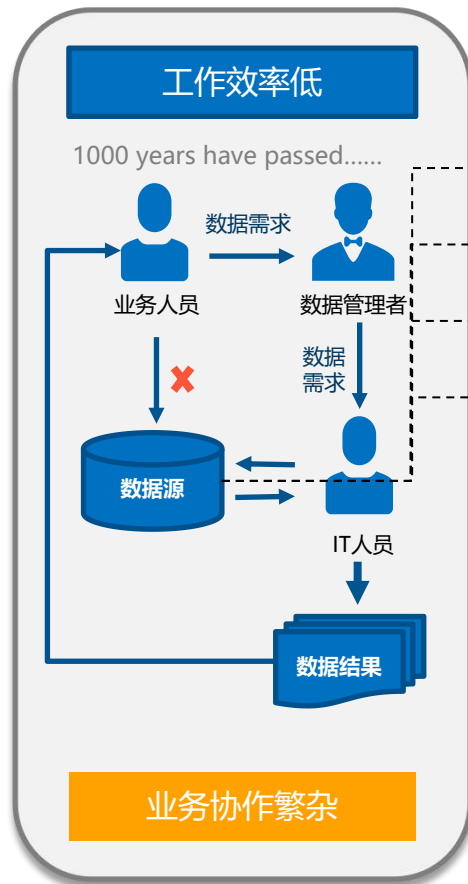 工作效率低
1000 years have passed......
数据需求
业务人员
数据管理者
数据
需求
数据源
IT人员
数据结果
业务协作繁杂